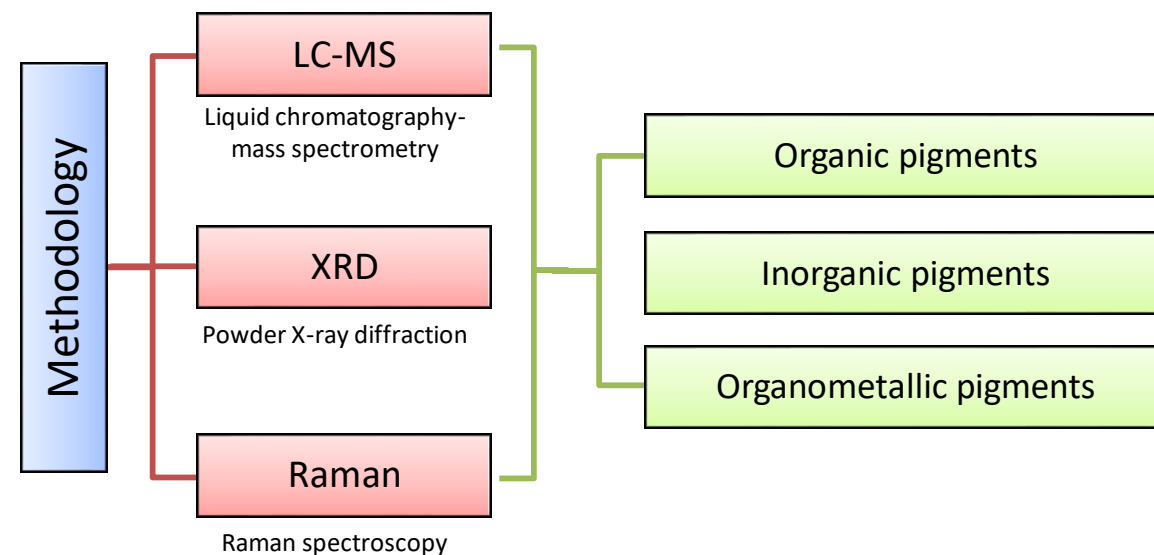 Methodology
LC-MS
Liquid chromatography-
mass spectrometry
XRD
Powder X-ray diffraction
Raman
Raman spectroscopy
Organic pigments
Inorganic pigments
Organometallic pigments